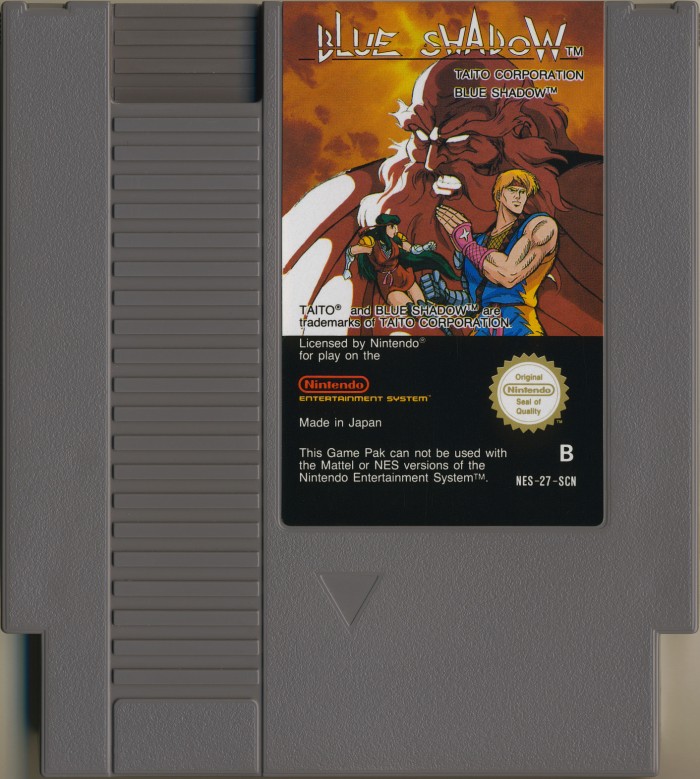 BLUE SHADOW™
TAITO CORPORATION
BLUE SHADOW™
TAITO® and BLUE SHADOW™ are
trademarks of TAITO CORPORATION.
Licensed by Nintendo®
for play on the
Nintendo
ENTERTAINMENT SYSTEM™
Made in Japan
This Game Pak can not be used with
the Mattel or NES versions of the
Nintendo Entertainment System™.
Original
Nintendo
Seal of
Quality
™
B
NES-27-SCN